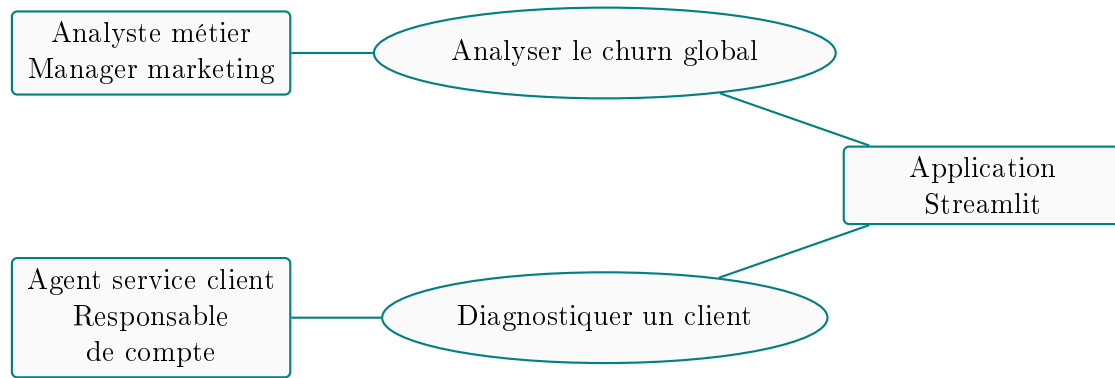 Analyste métier
Manager marketing
Analyser le churn global
Application
Streamlit
Agent service client
Responsable
de compte
Diagnostiquer un client